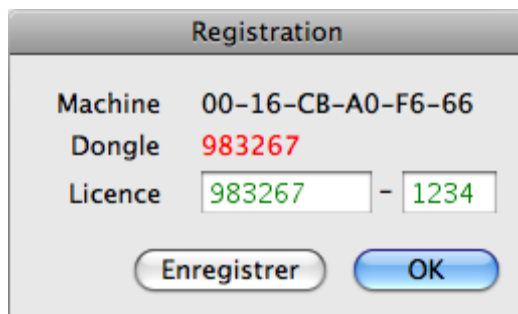 Registration
Machine 00-16-CB-A0-F6-66
Dongle 983267
Licence 983267 - 1234
Enregistrer OK